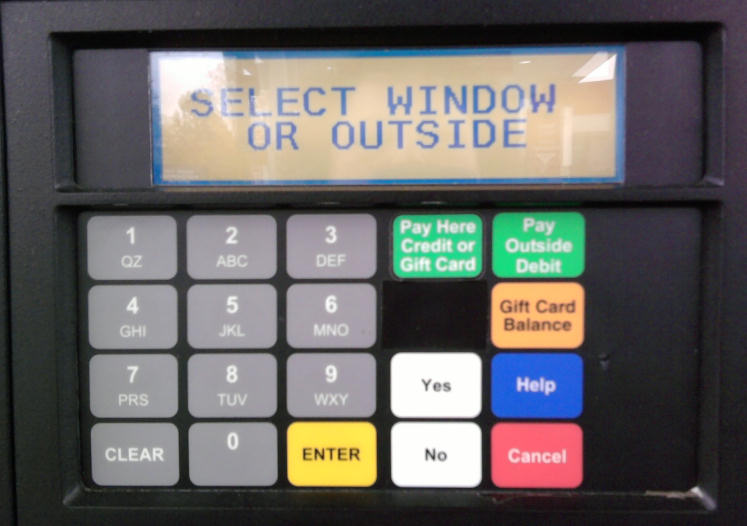 SELECT WINDOW
OR OUTSIDE
1
QZ
2
ABC
3
DEF
Pay Here
Credit or
Gift Card
Pay
Outside
Debit
4
GHI
5
JKL
6
MNO
Gift Card
Balance
7
PRS
8
TUV
9
WXY
Yes
Help
CLEAR
0
ENTER
No
Cancel